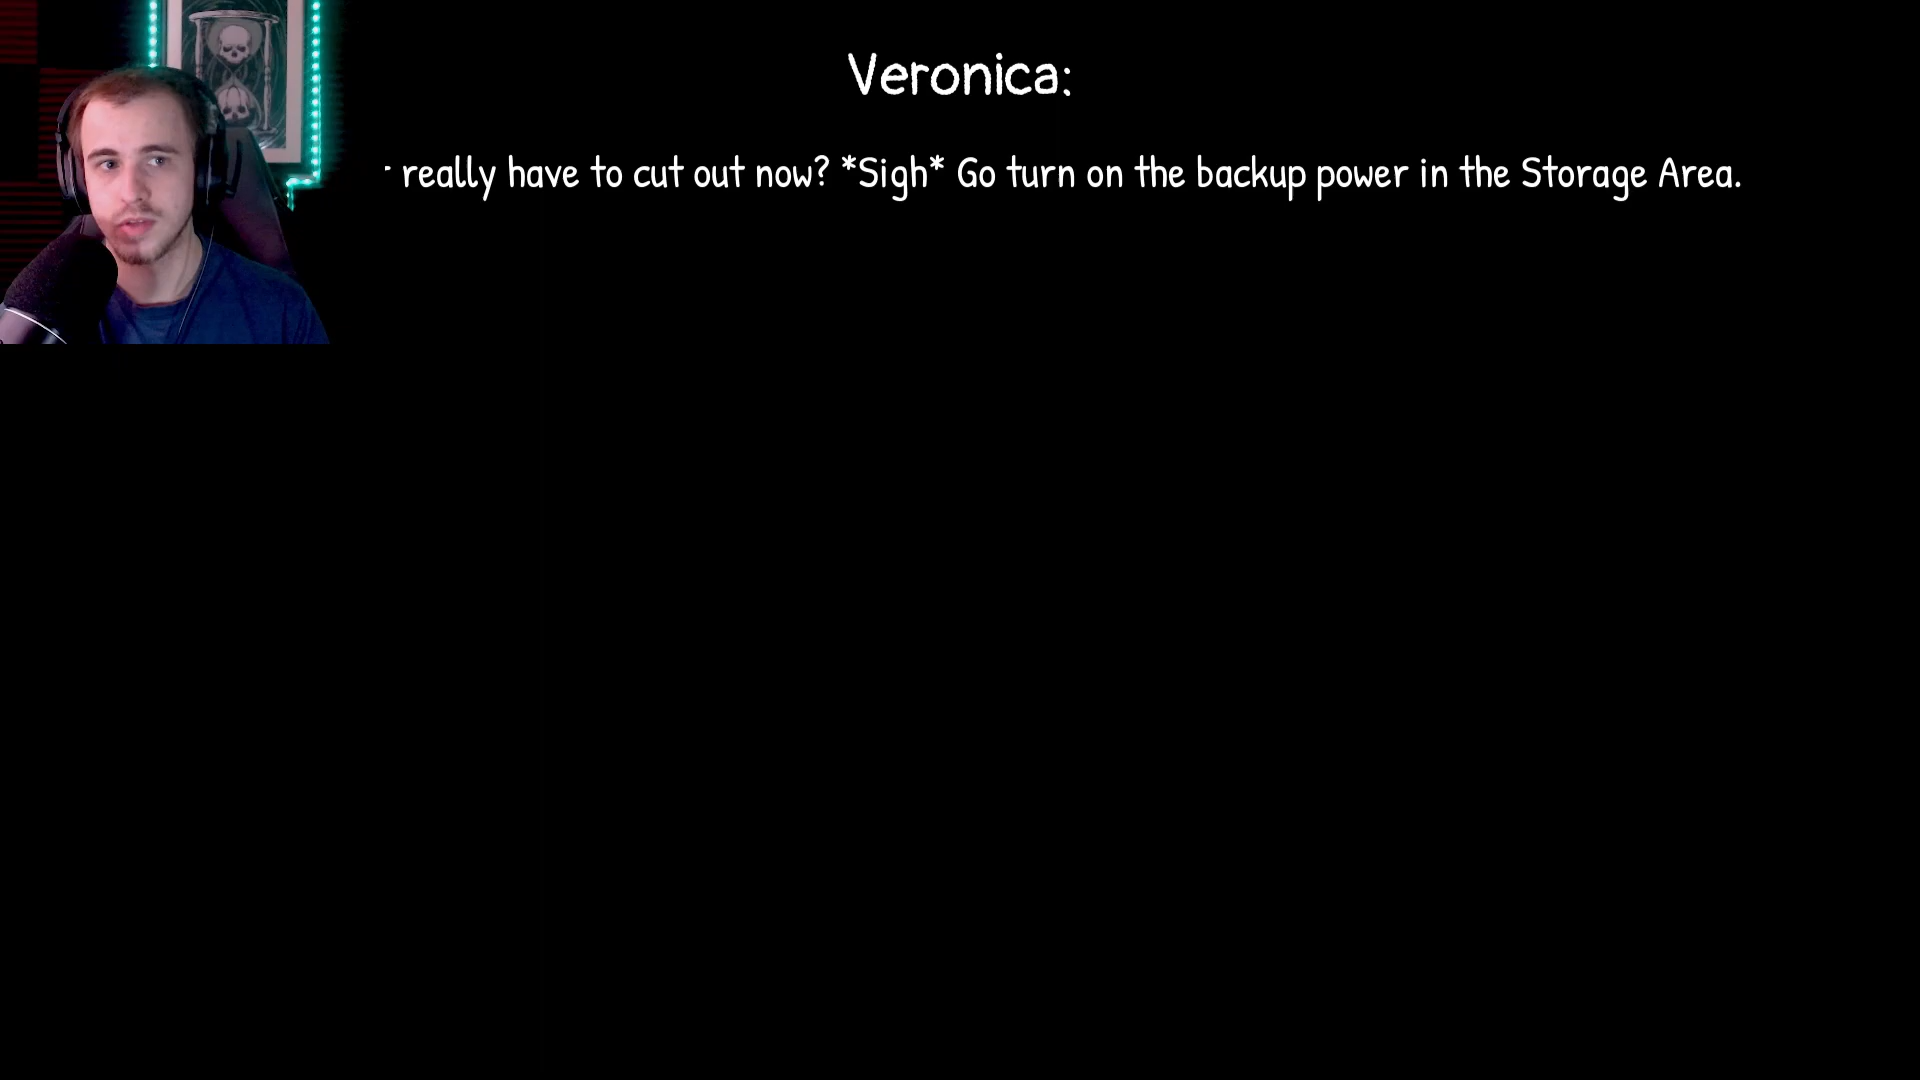 Veronica:
really have to cut out now? *Sigh* Go turn on the backup power in the Storage Area.